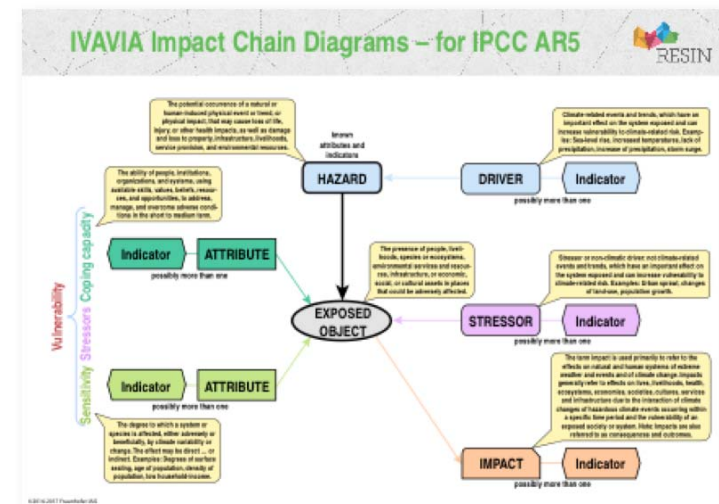 IVAVIA Impact Chain Diagrams – for IPCC AR5
RESIN
The potential occurrence of a natural or
human-induced physical event or trend, or
physical impact, that may cause loss of life,
injury, or other health impacts, as well as damage
and loss to property, infrastructure, livelihoods,
service provision, and environmental resources.
known
attributes and
indicators
HAZARD
Climate-related events and trends, which have an
important effect on the system exposed and can
increase vulnerability to climate-related risk. Examp-
les: Sea-level rise, increased temperatures, lack of
precipitation, increase of precipitation, storm surge.
DRIVER
Indicator
possibly more than one
The ability of people, institutions,
organizations, and systems, using
available skills, values, beliefs, resour-
ces, and opportunities, to address,
manage, and overcome adverse condi-
tions in the short to medium term.
Vulnerability
Coping capacity
Stressors
Sensitivity
Indicator
ATTRIBUTE
possibly more than one
The presence of people, liveli-
hoods, species or ecosystems,
environmental services and resour-
ces, infrastructure, or economic,
social, or cultural assets in places
that could be adversely affected.
EXPOSED
OBJECT
Stressor or non-climatic driver: not climate-related
events and trends, which have an important effect on
the system exposed and can increase vulnerability to
climate-related risk. Examples: Urban sprawl, changes
of land-use, population growth.
STRESSOR
Indicator
possibly more than one
Indicator
ATTRIBUTE
possibly more than one
The degree to which a system or
species is affected, either adversely or
beneficially, by climate variability or
change. The effect may be direct ... or
indirect. Examples: Degrees of surface
sealing, age of population, density of
population, low household-income.
The term impact is used primarily to refer to the
effects on natural and human systems of extreme
weather and events and of climate change. Impacts
generally refer to effects on lives, livelihoods, health,
ecosystems, economies, societies, cultures, services
and infrastructure due to the interaction of climate
changes of hazardous climate events occurring within
a specific time period and the vulnerability of an
exposed society or system. Note: Impacts are also
referred to as consequences and outcomes.
IMPACT
Indicator
possibly more than one